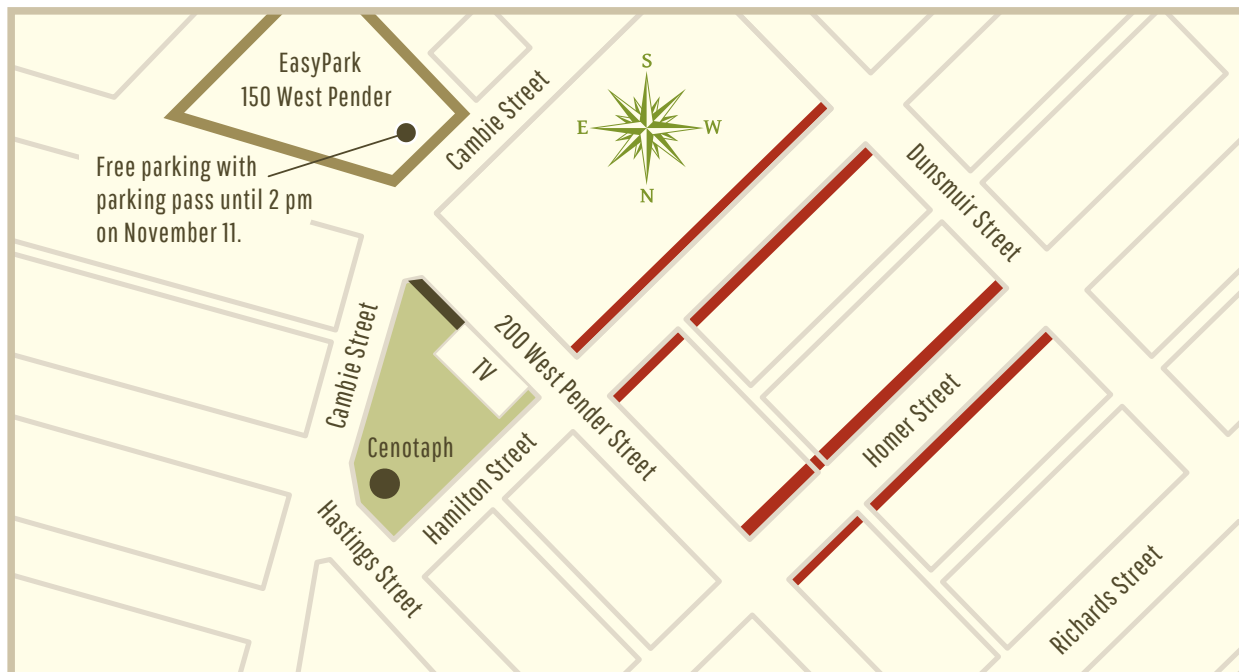 EasyPark
150 West Pender
Free parking with
parking pass until 2 pm
on November 11.
Cambie Street
S
E
W
N
Dunsmuir Street
Cambie Street
200 West Pender Street
TV
Cenotaph
Hamilton Street
Homer Street
Hastings Street
Richards Street